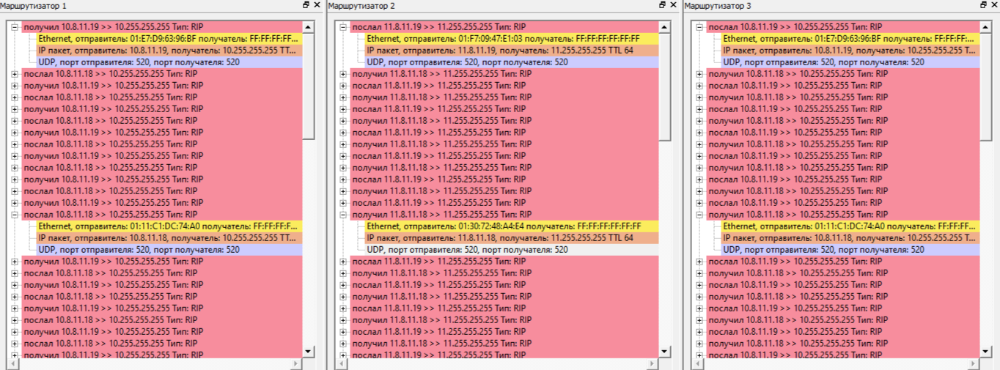 Маршрутизатор 1
получил 10.8.11.19 >> 10.255.255.255 Тип: RIP
Ethernet, отправитель: 01:E7:D9:63:96:BF получатель: FF:FF:FF:FF...
IP пакет, отправитель: 10.8.11.19, получатель: 10.255.255.255 TT...
UDP, порт отправителя: 520, порт получателя: 520
послал 10.8.11.18 >> 10.255.255.255 Тип: RIP
получил 10.8.11.19 >> 10.255.255.255 Тип: RIP
послал 10.8.11.18 >> 10.255.255.255 Тип: RIP
получил 10.8.11.19 >> 10.255.255.255 Тип: RIP
послал 10.8.11.18 >> 10.255.255.255 Тип: RIP
получил 10.8.11.19 >> 10.255.255.255 Тип: RIP
послал 10.8.11.18 >> 10.255.255.255 Тип: RIP
получил 10.8.11.19 >> 10.255.255.255 Тип: RIP
послал 10.8.11.18 >> 10.255.255.255 Тип: RIP
получил 10.8.11.19 >> 10.255.255.255 Тип: RIP
послал 10.8.11.18 >> 10.255.255.255 Тип: RIP
получил 10.8.11.19 >> 10.255.255.255 Тип: RIP
послал 10.8.11.18 >> 10.255.255.255 Тип: RIP
Ethernet, отправитель: 01:11:C1:DC:74:A0 получатель: FF:FF:FF:F...
IP пакет, отправитель: 10.8.11.18, получатель: 10.255.255.255 TT...
UDP, порт отправителя: 520, порт получателя: 520
получил 10.8.11.19 >> 10.255.255.255 Тип: RIP
послал 10.8.11.18 >> 10.255.255.255 Тип: RIP
получил 10.8.11.19 >> 10.255.255.255 Тип: RIP
послал 10.8.11.18 >> 10.255.255.255 Тип: RIP
получил 10.8.11.19 >> 10.255.255.255 Тип: RIP
послал 10.8.11.18 >> 10.255.255.255 Тип: RIP
получил 10.8.11.19 >> 10.255.255.255 Тип: RIP
послал 10.8.11.18 >> 10.255.255.255 Тип: RIP
получил 10.8.11.19 >> 10.255.255.255 Тип: RIP
Маршрутизатор 2
послал 11.8.11.19 >> 11.255.255.255 Тип: RIP
Ethernet, отправитель: 01:F7:09:47:E1:03 получатель: FF:FF:FF:FF:FF:FF
IP пакет, отправитель: 11.8.11.19, получатель: 11.255.255.255 TTL 64
UDP, порт отправителя: 520, порт получателя: 520
получил 11.8.11.18 >> 11.255.255.255 Тип: RIP
послал 11.8.11.19 >> 11.255.255.255 Тип: RIP
получил 11.8.11.18 >> 11.255.255.255 Тип: RIP
послал 11.8.11.19 >> 11.255.255.255 Тип: RIP
получил 11.8.11.18 >> 11.255.255.255 Тип: RIP
послал 11.8.11.19 >> 11.255.255.255 Тип: RIP
получил 11.8.11.18 >> 11.255.255.255 Тип: RIP
послал 11.8.11.19 >> 11.255.255.255 Тип: RIP
получил 11.8.11.18 >> 11.255.255.255 Тип: RIP
послал 11.8.11.19 >> 11.255.255.255 Тип: RIP
получил 11.8.11.18 >> 11.255.255.255 Тип: RIP
послал 11.8.11.19 >> 11.255.255.255 Тип: RIP
получил 11.8.11.18 >> 11.255.255.255 Тип: RIP
Ethernet, отправитель: 01:30:72:48:A4:E4 получатель: FF:FF:FF:FF:FF:FF
IP пакет, отправитель: 11.8.11.18, получатель: 11.255.255.255 TTL 64
UDP, порт отправителя: 520, порт получателя: 520
послал 11.8.11.19 >> 11.255.255.255 Тип: RIP
получил 11.8.11.18 >> 11.255.255.255 Тип: RIP
послал 11.8.11.19 >> 11.255.255.255 Тип: RIP
получил 11.8.11.18 >> 11.255.255.255 Тип: RIP
послал 11.8.11.19 >> 11.255.255.255 Тип: RIP
получил 11.8.11.18 >> 11.255.255.255 Тип: RIP
послал 11.8.11.19 >> 11.255.255.255 Тип: RIP
получил 11.8.11.18 >> 11.255.255.255 Тип: RIP
послал 11.8.11.19 >> 11.255.255.255 Тип: RIP
Маршрутизатор 3
послал 10.8.11.19 >> 10.255.255.255 Тип: RIP
Ethernet, отправитель: 01:E7:D9:63:96:BF получатель: FF:FF:FF:...
IP пакет, отправитель: 10.8.11.19, получатель: 10.255.255.255 T...
UDP, порт отправителя: 520, порт получателя: 520
получил 10.8.11.18 >> 10.255.255.255 Тип: RIP
послал 10.8.11.19 >> 10.255.255.255 Тип: RIP
получил 10.8.11.18 >> 10.255.255.255 Тип: RIP
послал 10.8.11.19 >> 10.255.255.255 Тип: RIP
получил 10.8.11.18 >> 10.255.255.255 Тип: RIP
послал 10.8.11.19 >> 10.255.255.255 Тип: RIP
получил 10.8.11.18 >> 10.255.255.255 Тип: RIP
послал 10.8.11.19 >> 10.255.255.255 Тип: RIP
получил 10.8.11.18 >> 10.255.255.255 Тип: RIP
послал 10.8.11.19 >> 10.255.255.255 Тип: RIP
получил 10.8.11.18 >> 10.255.255.255 Тип: RIP
послал 10.8.11.19 >> 10.255.255.255 Тип: RIP
получил 10.8.11.18 >> 10.255.255.255 Тип: RIP
Ethernet, отправитель: 01:11:C1:DC:74:A0 получатель: FF:FF:FF...
IP пакет, отправитель: 10.8.11.18, получатель: 10.255.255.255 T...
UDP, порт отправителя: 520, порт получателя: 520
послал 10.8.11.19 >> 10.255.255.255 Тип: RIP
получил 10.8.11.18 >> 10.255.255.255 Тип: RIP
послал 10.8.11.19 >> 10.255.255.255 Тип: RIP
получил 10.8.11.18 >> 10.255.255.255 Тип: RIP
послал 10.8.11.19 >> 10.255.255.255 Тип: RIP
получил 10.8.11.18 >> 10.255.255.255 Тип: RIP
послал 10.8.11.19 >> 10.255.255.255 Тип: RIP
получил 10.8.11.18 >> 10.255.255.255 Тип: RIP
послал 10.8.11.19 >> 10.255.255.255 Тип: RIP